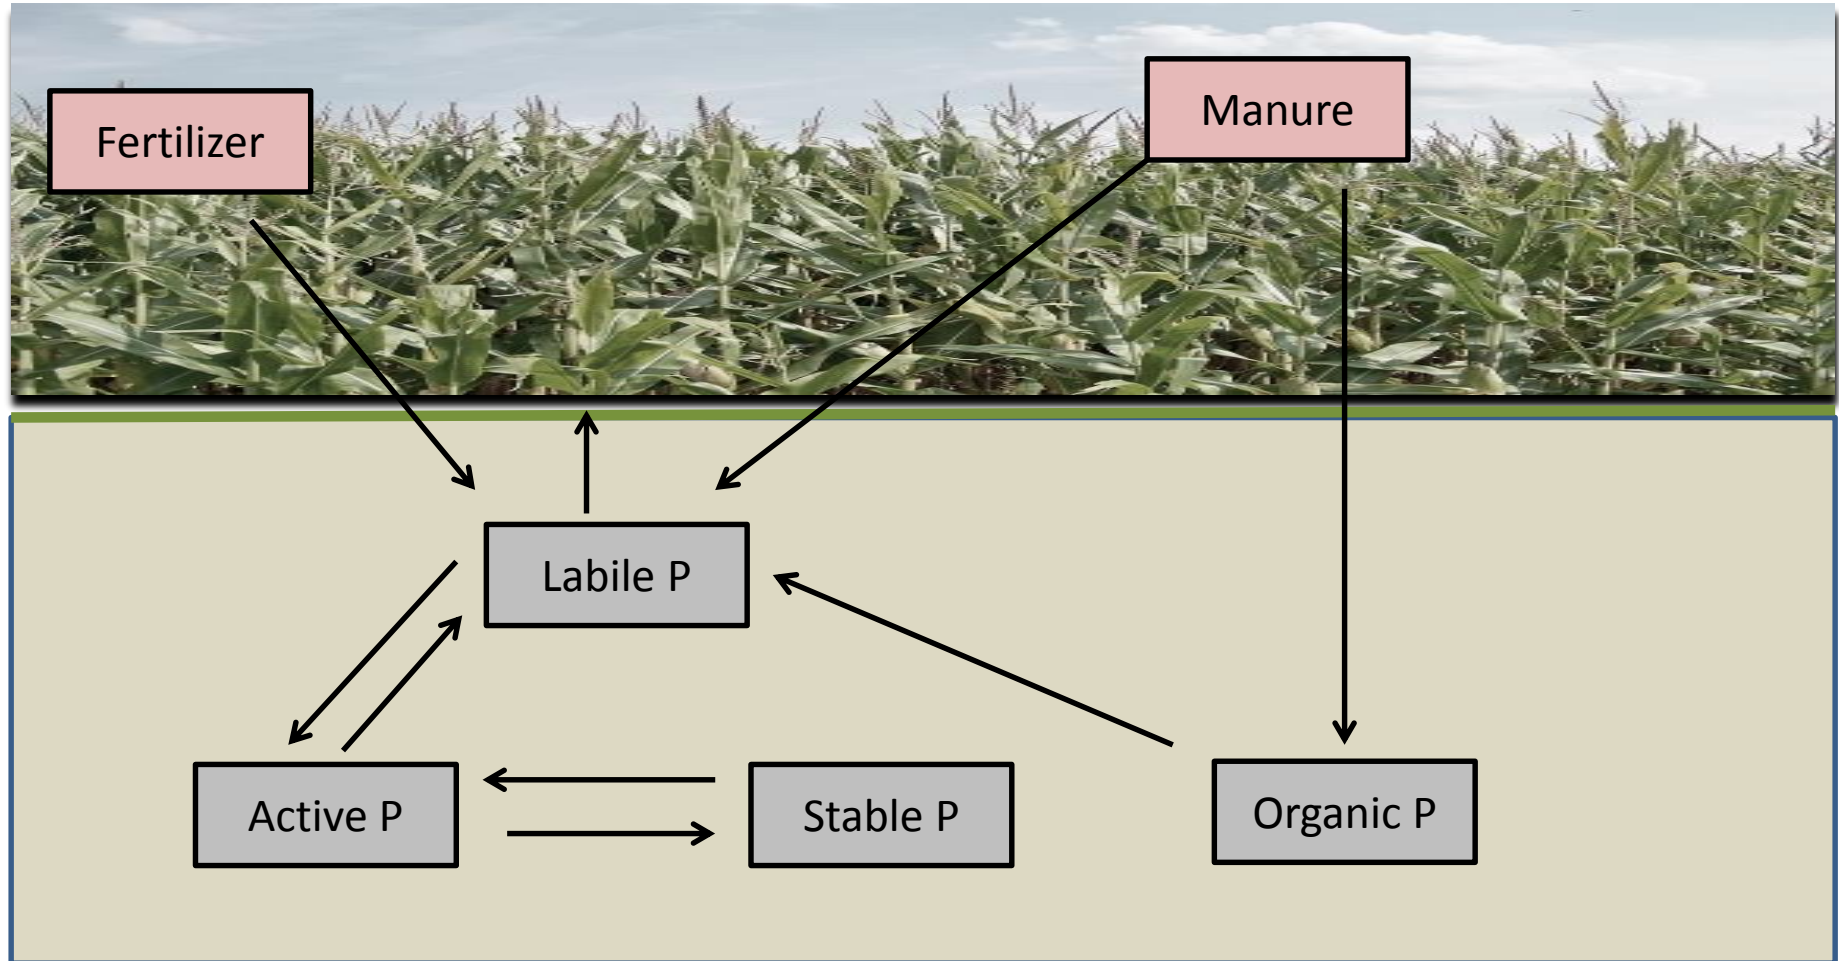 Fertilizer
Manure
Labile P
Active P
Stable P
Organic P